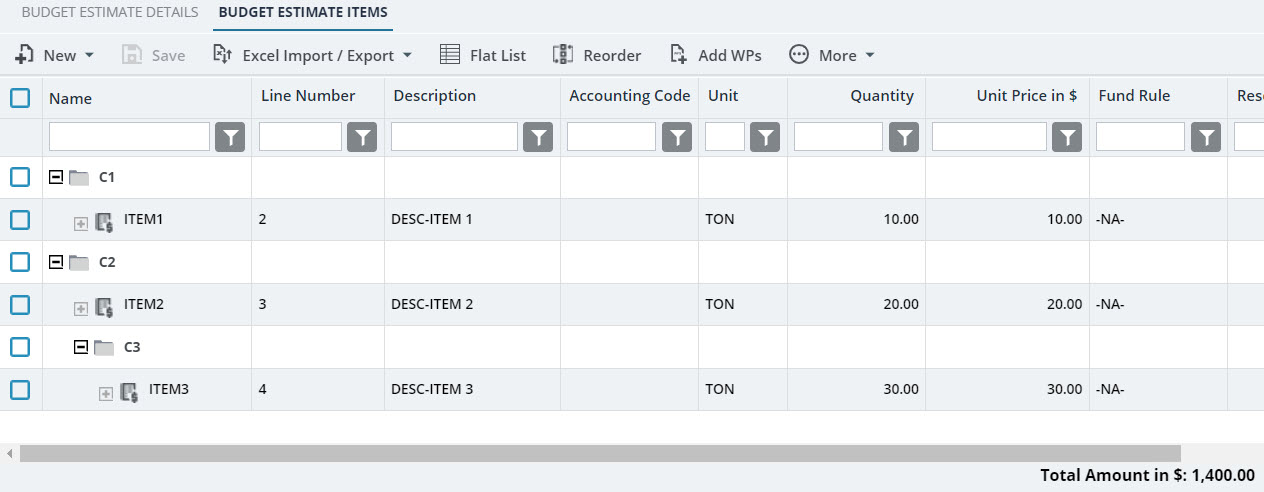 BUDGET ESTIMATE DETAILS BUDGET ESTIMATE ITEMS
New Save Excel Import / Export Flat List Reorder Add WPs More
Name Line Number Description Accounting Code Unit Quantity Unit Price in $ Fund Rule
C1
ITEM1 2 DESC-ITEM 1 TON 10.00 10.00 -NA-
C2
ITEM2 3 DESC-ITEM 2 TON 20.00 20.00 -NA-
C3
ITEM3 4 DESC-ITEM 3 TON 30.00 30.00 -NA-
Total Amount in $: 1,400.00